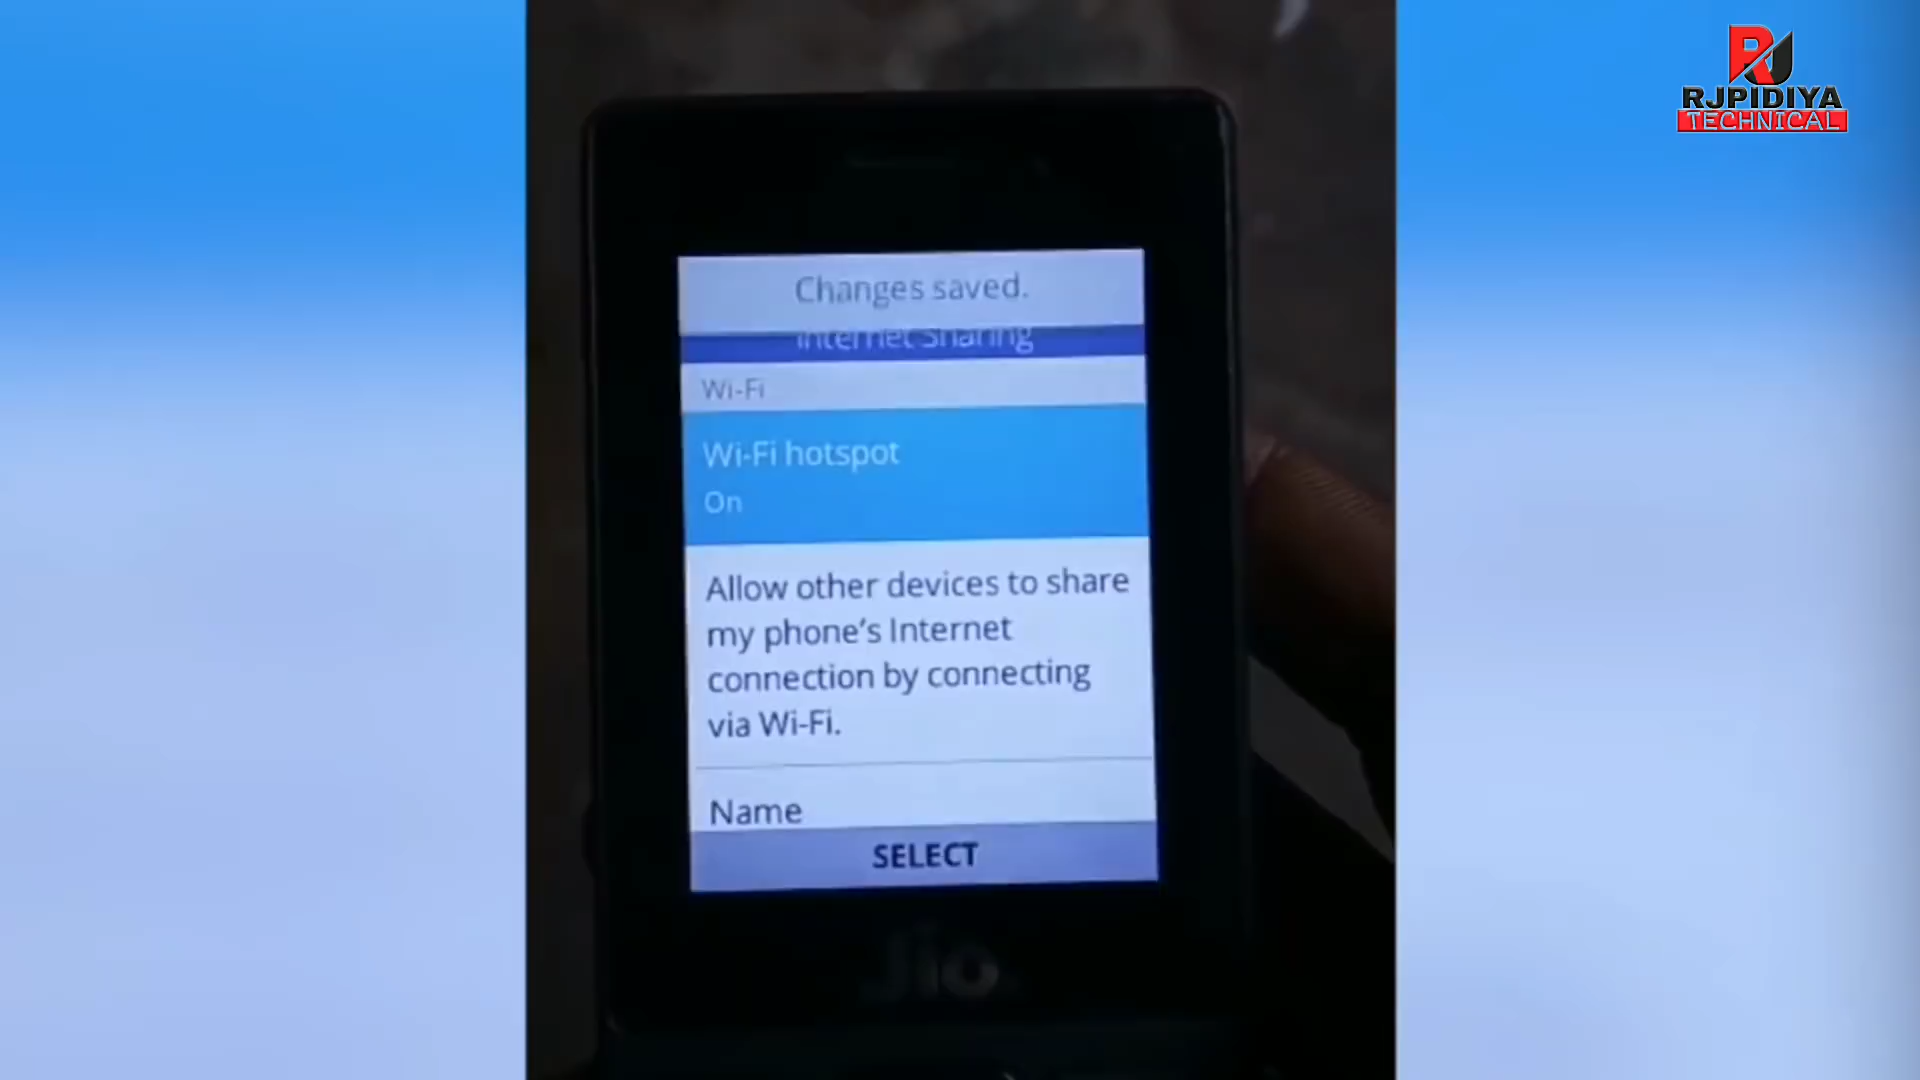 RJ
RJPIDIYA
TECHNICAL
Changes saved.
Internet Sharing
Wi-Fi
Wi-Fi hotspot
On
Allow other devices to share
my phone's Internet
connection by connecting
via Wi-Fi.
Name
SELECT
Jio